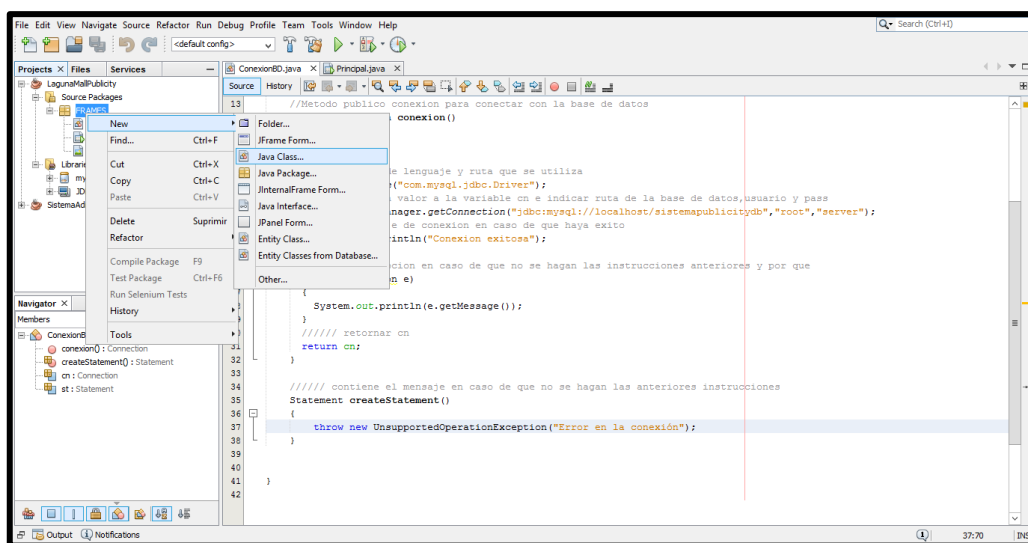 File Edit View Navigate Source Refactor Run Debug Profile Team Tools Window Help
Search (Ctrl+I)
<default config>
Projects X Files Services
ConexionBD.java X Principal.java X
LagunaMallPublicity
Source Packages
FRAMES
Librarie
my
JD
SistemaAd
Source History
New
Find... Ctrl+F
Cut Ctrl+X
Copy Ctrl+C
Paste Ctrl+V
Delete Suprimir
Refactor
Compile Package F9
Test Package Ctrl+F6
Run Selenium Tests
History
Tools
Folder...
JFrame Form...
Java Class...
Java Package...
JInternalFrame Form...
Java Interface...
JPanel Form...
Entity Class...
Entity Classes from Database...
Other...
13 //Metodo publico conexion para conectar con la base de datos
conexion()
de lenguaje y ruta que se utiliza
("com.mysql.jdbc.Driver");
valor a la variable cn e indicar ruta de la base de datos,usuario y pass
nager.getConnection("jdbc:mysql://localhost/sistemapublicitydb","root","server");
e de conexion en caso de que haya exito
intln("Conexion exitosa");
cion en caso de que no se hagan las instrucciones anteriores y por que
n e)
{
System.out.println(e.getMessage());
}
////// retornar cn
31 return cn;
32 }
33
34 ////// contiene el mensaje en caso de que no se hagan las anteriores instrucciones
35 Statement createStatement()
36 {
37 throw new UnsupportedOperationException("Error en la conexión");
38 }
39
40
41 }
42
Navigator X
Members
ConexionB
conexion() : Connection
createStatement() : Statement
cn : Connection
st : Statement
Output Notifications
1 37:70 INS